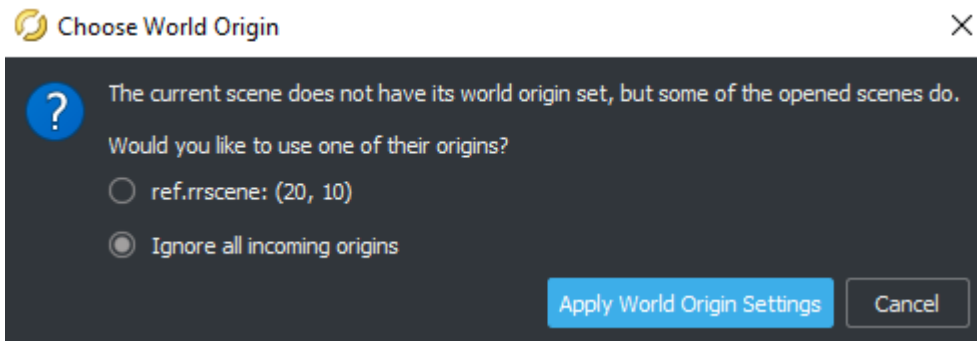 Choose World Origin
The current scene does not have its world origin set, but some of the opened scenes do.
Would you like to use one of their origins?
ref.rrscene: (20, 10)
Ignore all incoming origins
Apply World Origin Settings Cancel